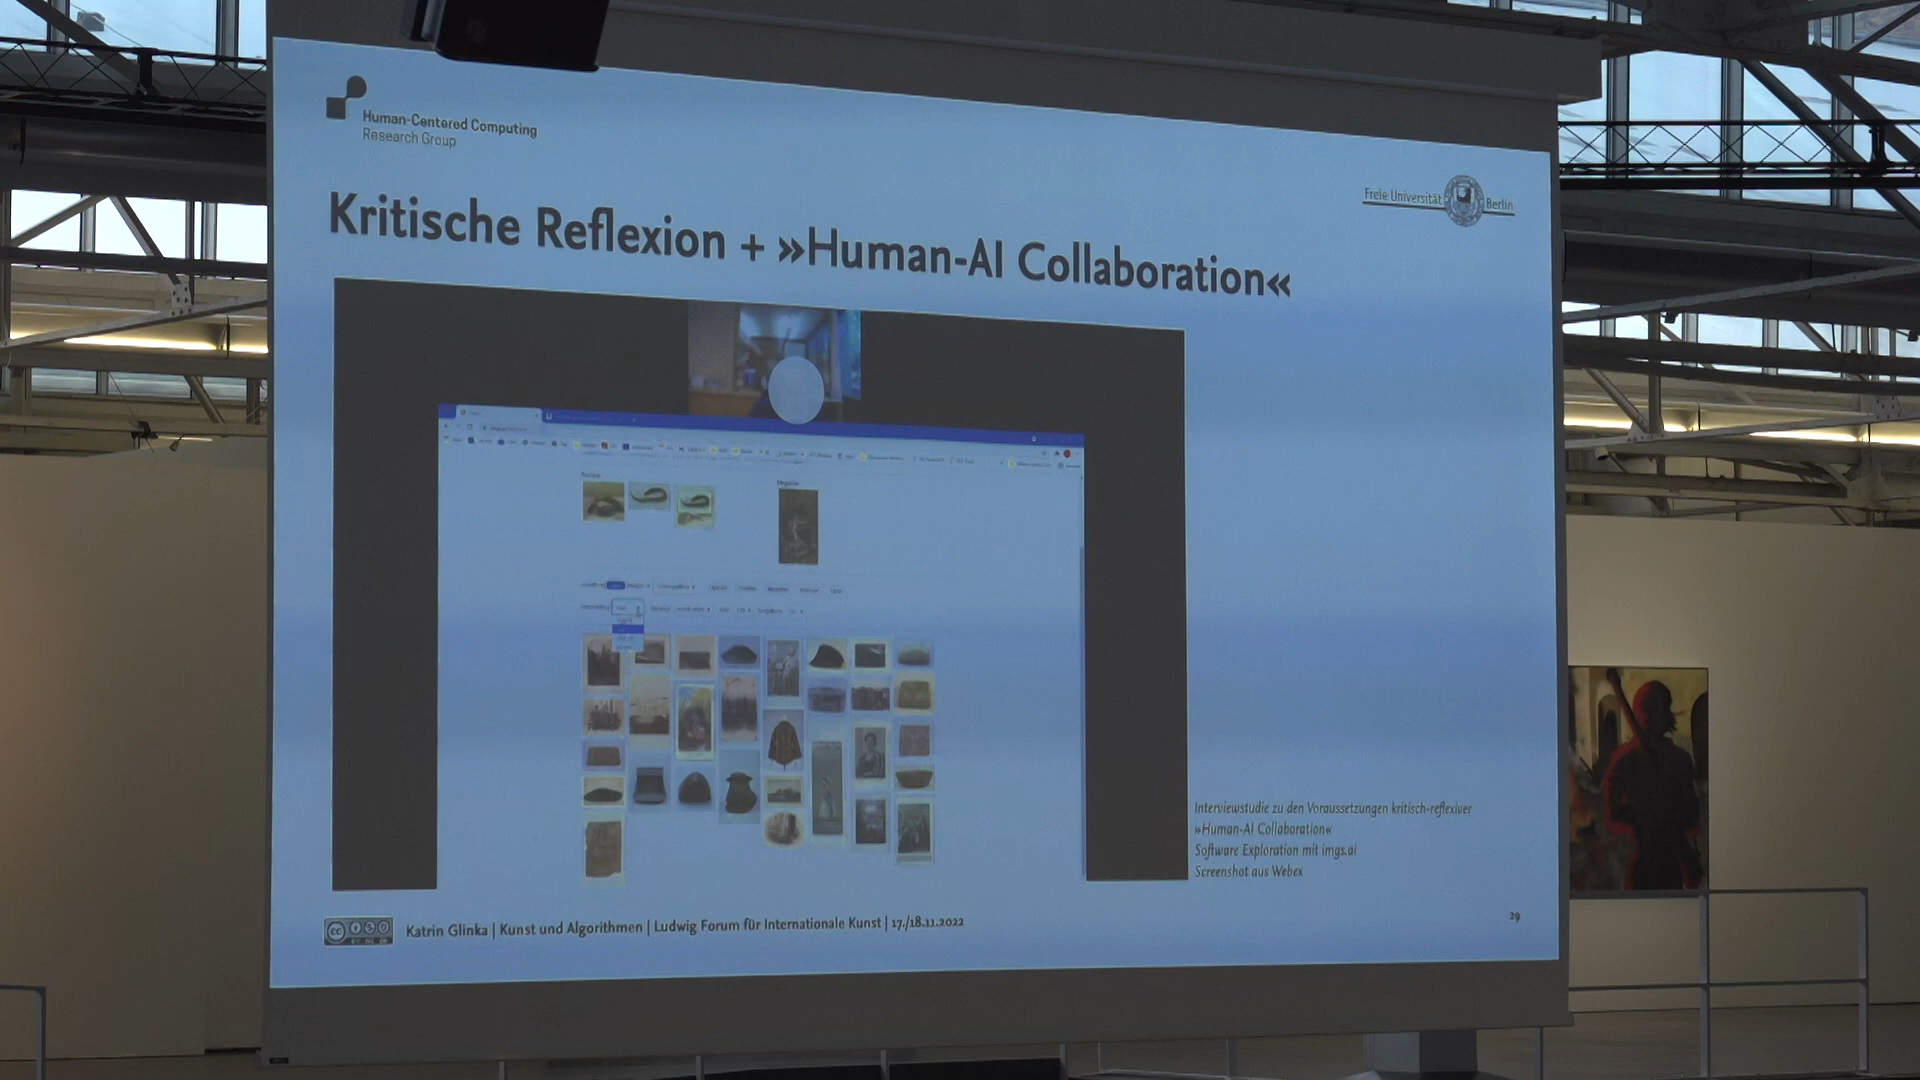 Human-Centered Computing
Research Group
Freie Universität Berlin
Kritische Reflexion + »Human-AI Collaboration«
Interviewstudie zu den Voraussetzungen kritisch-reflexiver
»Human-AI Collaboration«
Software Exploration mit imgs.ai
Screenshot aus Webex
Katrin Glinka | Kunst und Algorithmen | Ludwig Forum für Internationale Kunst | 17./18.11.2022
29